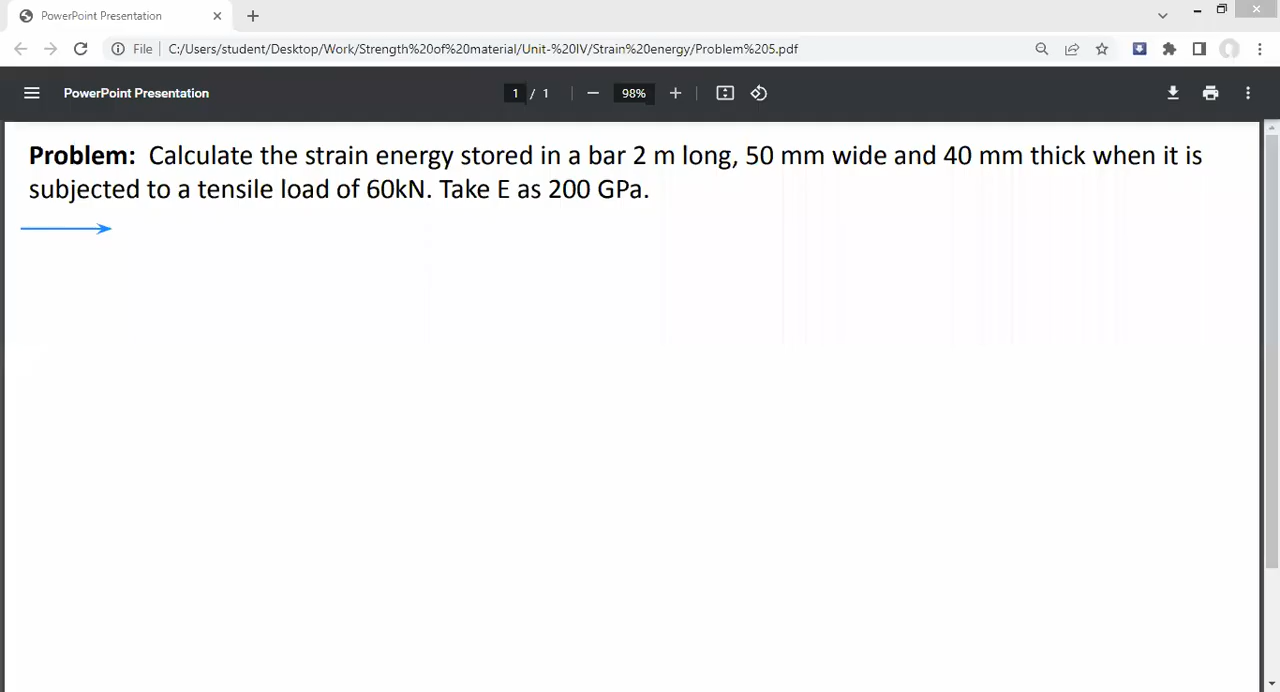 PowerPoint Presentation
File
C:/Users/student/Desktop/Work/Strength%20of%20material/Unit-%20IV/Strain%20energy/Problem%205.pdf
PowerPoint Presentation
1 / 1
98%
Problem: Calculate the strain energy stored in a bar 2 m long, 50 mm wide and 40 mm thick when it is
subjected to a tensile load of 60kN. Take E as 200 GPa.